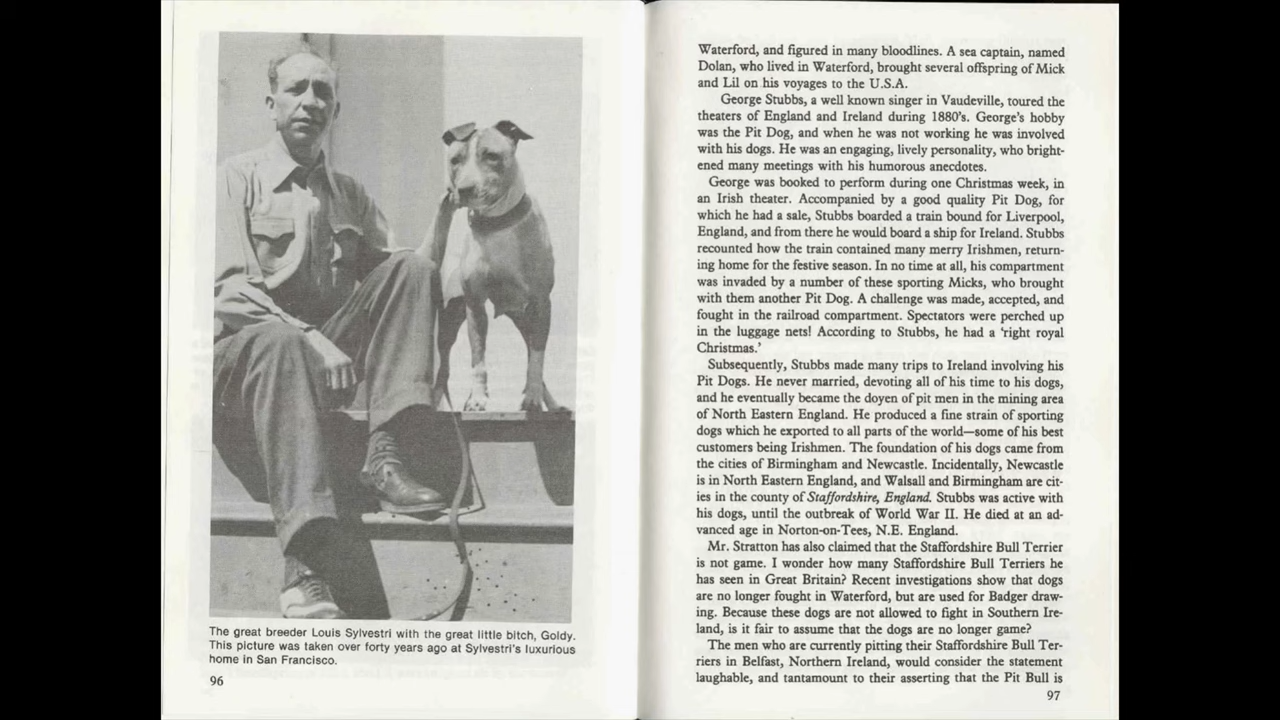 The great breeder Louis Sylvestri with the great little bitch, Goldy.
This picture was taken over forty years ago at Sylvestri's luxurious
home in San Francisco.
96
Waterford, and figured in many bloodlines. A sea captain, named
Dolan, who lived in Waterford, brought several offspring of Mick
and Lil on his voyages to the U.S.A.
George Stubbs, a well known singer in Vaudeville, toured the
theaters of England and Ireland during 1880's. George's hobby
was the Pit Dog, and when he was not working he was involved
with his dogs. He was an engaging, lively personality, who bright-
ened many meetings with his humorous anecdotes.
George was booked to perform during one Christmas week, in
an Irish theater. Accompanied by a good quality Pit Dog, for
which he had a sale, Stubbs boarded a train bound for Liverpool,
England, and from there he would board a ship for Ireland. Stubbs
recounted how the train contained many merry Irishmen, return-
ing home for the festive season. In no time at all, his compartment
was invaded by a number of these sporting Micks, who brought
with them another Pit Dog. A challenge was made, accepted, and
fought in the railroad compartment. Spectators were perched up
in the luggage nets! According to Stubbs, he had a 'right royal
Christmas.'
Subsequently, Stubbs made many trips to Ireland involving his
Pit Dogs. He never married, devoting all of his time to his dogs,
and he eventually became the doyen of pit men in the mining area
of North Eastern England. He produced a fine strain of sporting
dogs which he exported to all parts of the world—some of his best
customers being Irishmen. The foundation of his dogs came from
the cities of Birmingham and Newcastle. Incidentally, Newcastle
is in North Eastern England, and Walsall and Birmingham are cit-
ies in the county of Staffordshire, England. Stubbs was active with
his dogs, until the outbreak of World War II. He died at an ad-
vanced age in Norton-on-Tees, N.E. England.
Mr. Stratton has also claimed that the Staffordshire Bull Terrier
is not game. I wonder how many Staffordshire Bull Terriers he
has seen in Great Britain? Recent investigations show that dogs
are no longer fought in Waterford, but are used for Badger draw-
ing. Because these dogs are not allowed to fight in Southern Ire-
land, is it fair to assume that the dogs are no longer game?
The men who are currently pitting their Staffordshire Bull Ter-
riers in Belfast, Northern Ireland, would consider the statement
laughable, and tantamount to their asserting that the Pit Bull is
97